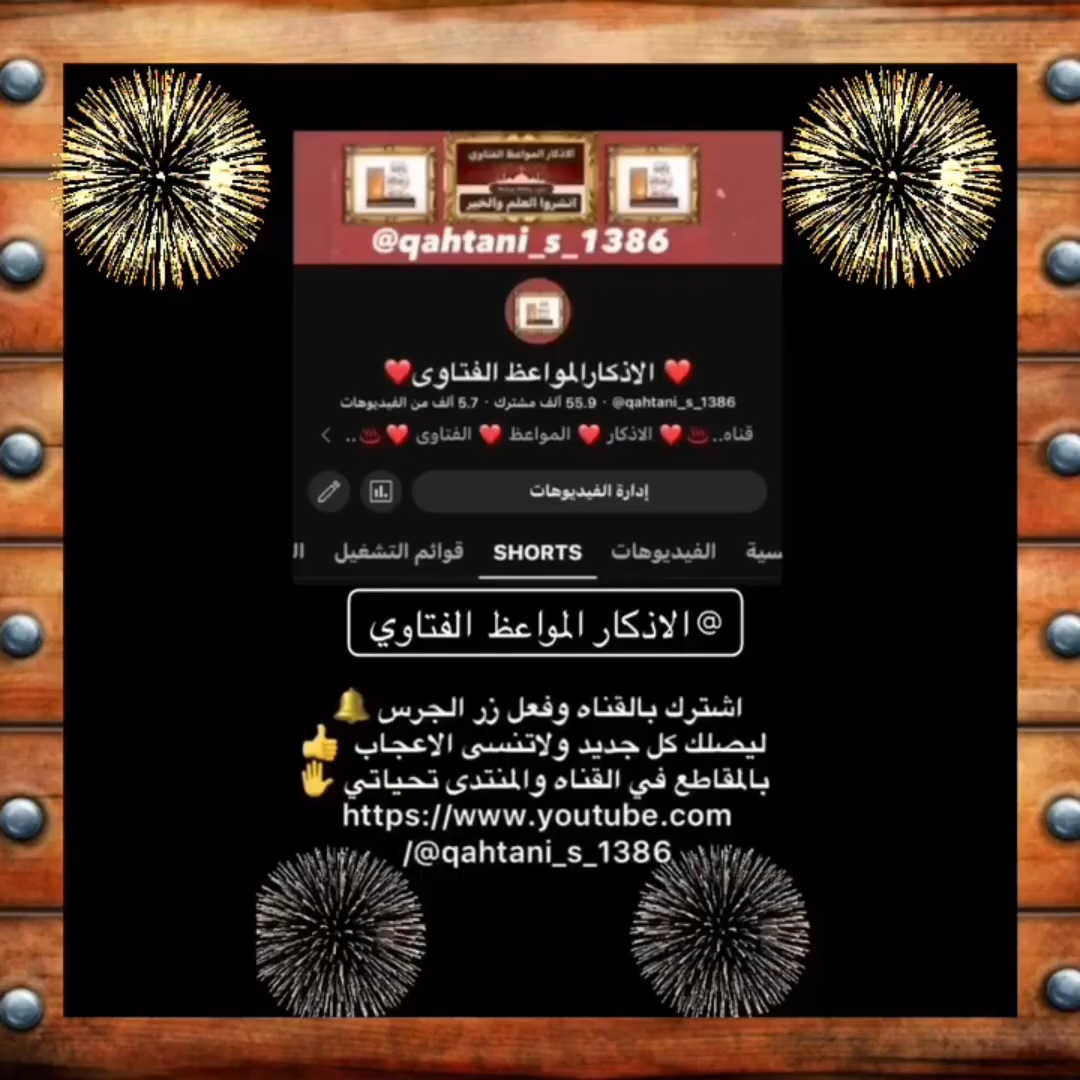 الاذكار المواعظ الفتاوي
انشروا العلم والخير
@qahtani_s_1386
❤️ الاذكارالمواعظ الفتاوى❤️
@qahtani_s_1386 · 55.9 ألف مشترك · 5.7 ألف من الفيديوهات
قناه..♨️❤️ الاذكار ❤️ المواعظ ❤️ الفتاوى ❤️♨️..
إدارة الفيديوهات
الفيديوهات SHORTS قوائم التشغيل
@الاذكار المواعظ الفتاوي
اشترك بالقناه وفعل زر الجرس 🔔
ليصلك كل جديد ولاتنسى الاعجاب 👍
بالمقاطع في القناه والمنتدى تحياتي ✋
https://www.youtube.com
/@qahtani_s_1386